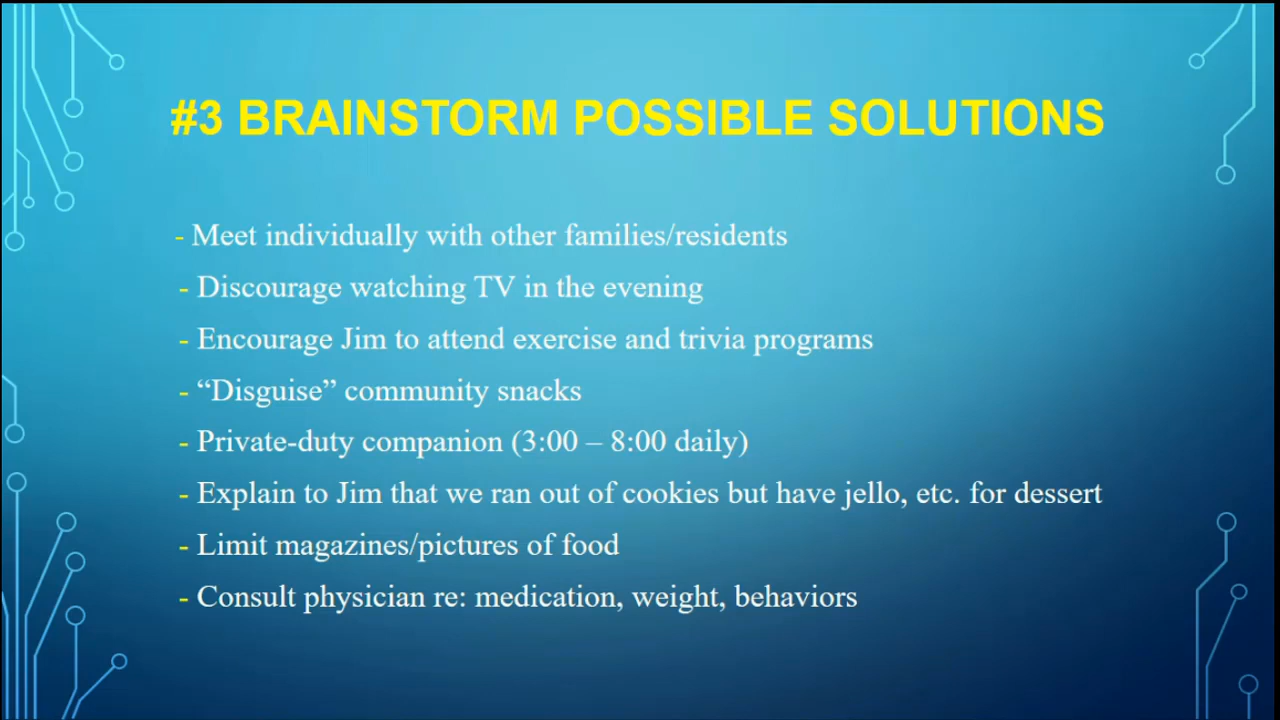 #3 BRAINSTORM POSSIBLE SOLUTIONS
- Meet individually with other families/residents
- Discourage watching TV in the evening
- Encourage Jim to attend exercise and trivia programs
- “Disguise” community snacks
- Private-duty companion (3:00 – 8:00 daily)
- Explain to Jim that we ran out of cookies but have jello, etc. for dessert
- Limit magazines/pictures of food
- Consult physician re: medication, weight, behaviors